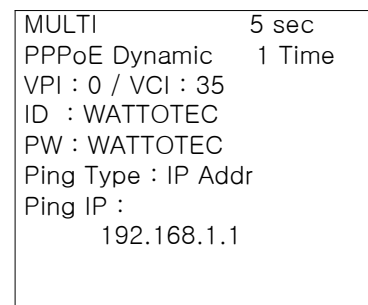 MULTI 5 sec
PPPoE Dynamic 1 Time
VPI : 0 / VCI : 35
ID : WATTOTEC
PW : WATTOTEC
Ping Type : IP Addr
Ping IP :
192.168.1.1